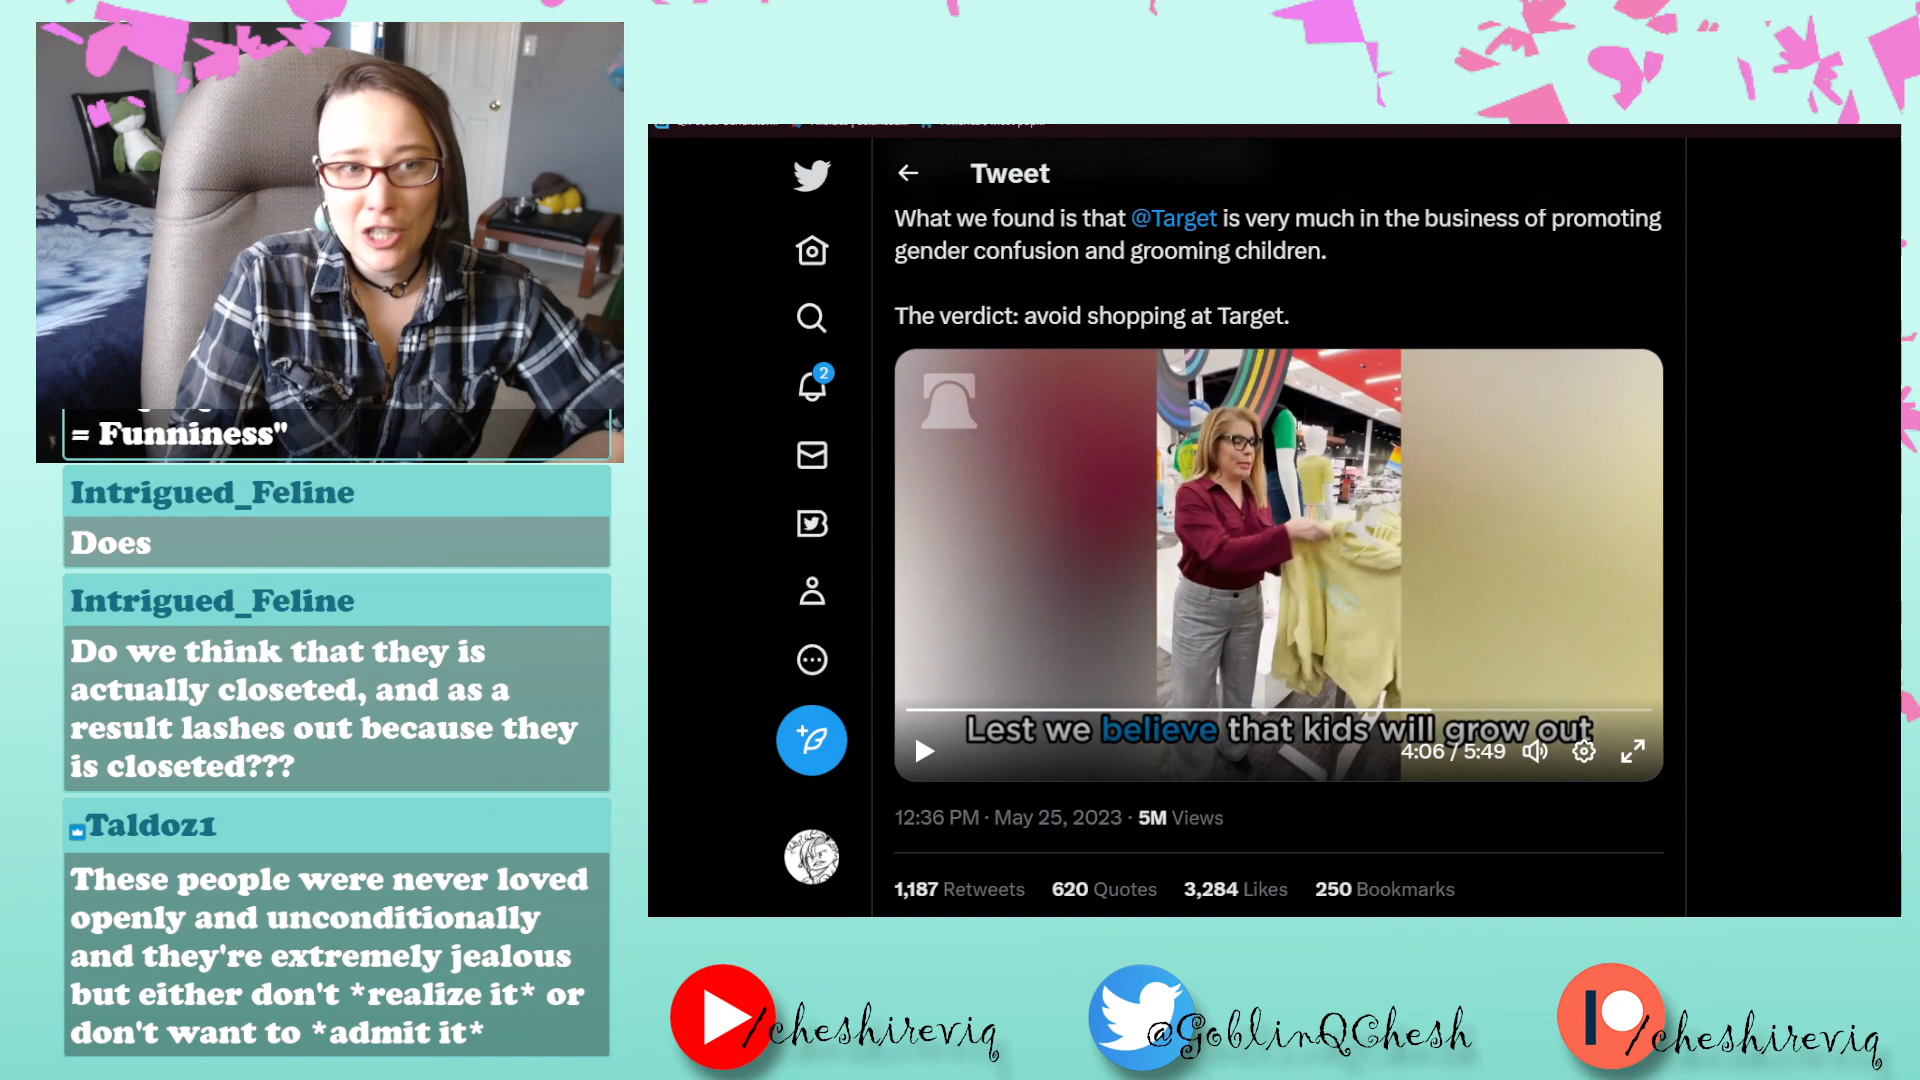 = Funniness"
Intrigued_Feline
Does
Intrigued_Feline
Do we think that they is
actually closeted, and as a
result lashes out because they
is closeted???
Taldoz1
These people were never loved
openly and unconditionally
and they're extremely jealous
but either don't *realize it* or
don't want to *admit it*
2
Tweet
What we found is that @Target is very much in the business of promoting
gender confusion and grooming children.
The verdict: avoid shopping at Target.
Lest we believe that kids will grow out
4:06 / 5:49
12:36 PM · May 25, 2023 · 5M Views
1,187 Retweets 620 Quotes 3,284 Likes 250 Bookmarks
/cheshireviq
@GoblinQChesh
/cheshireviq